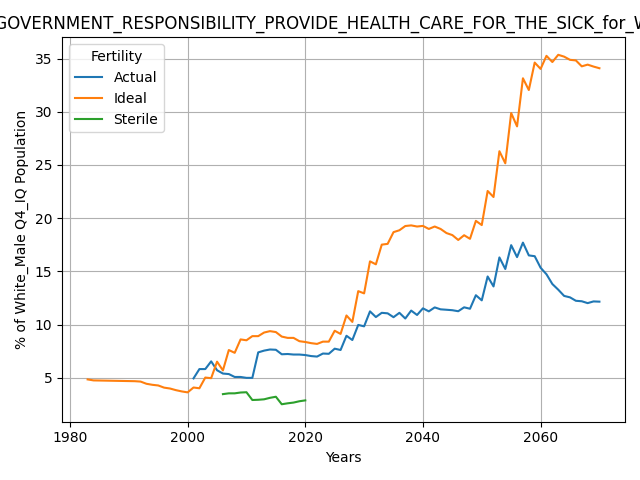 GOVERNMENT_RESPONSIBILITY_PROVIDE_HEALTH_CARE_FOR_THE_SICK_for_W
Fertility
Actual
Ideal
Sterile
% of White_Male Q4_IQ Population
35
30
25
20
15
10
5
1980 2000 2020 2040 2060
Years